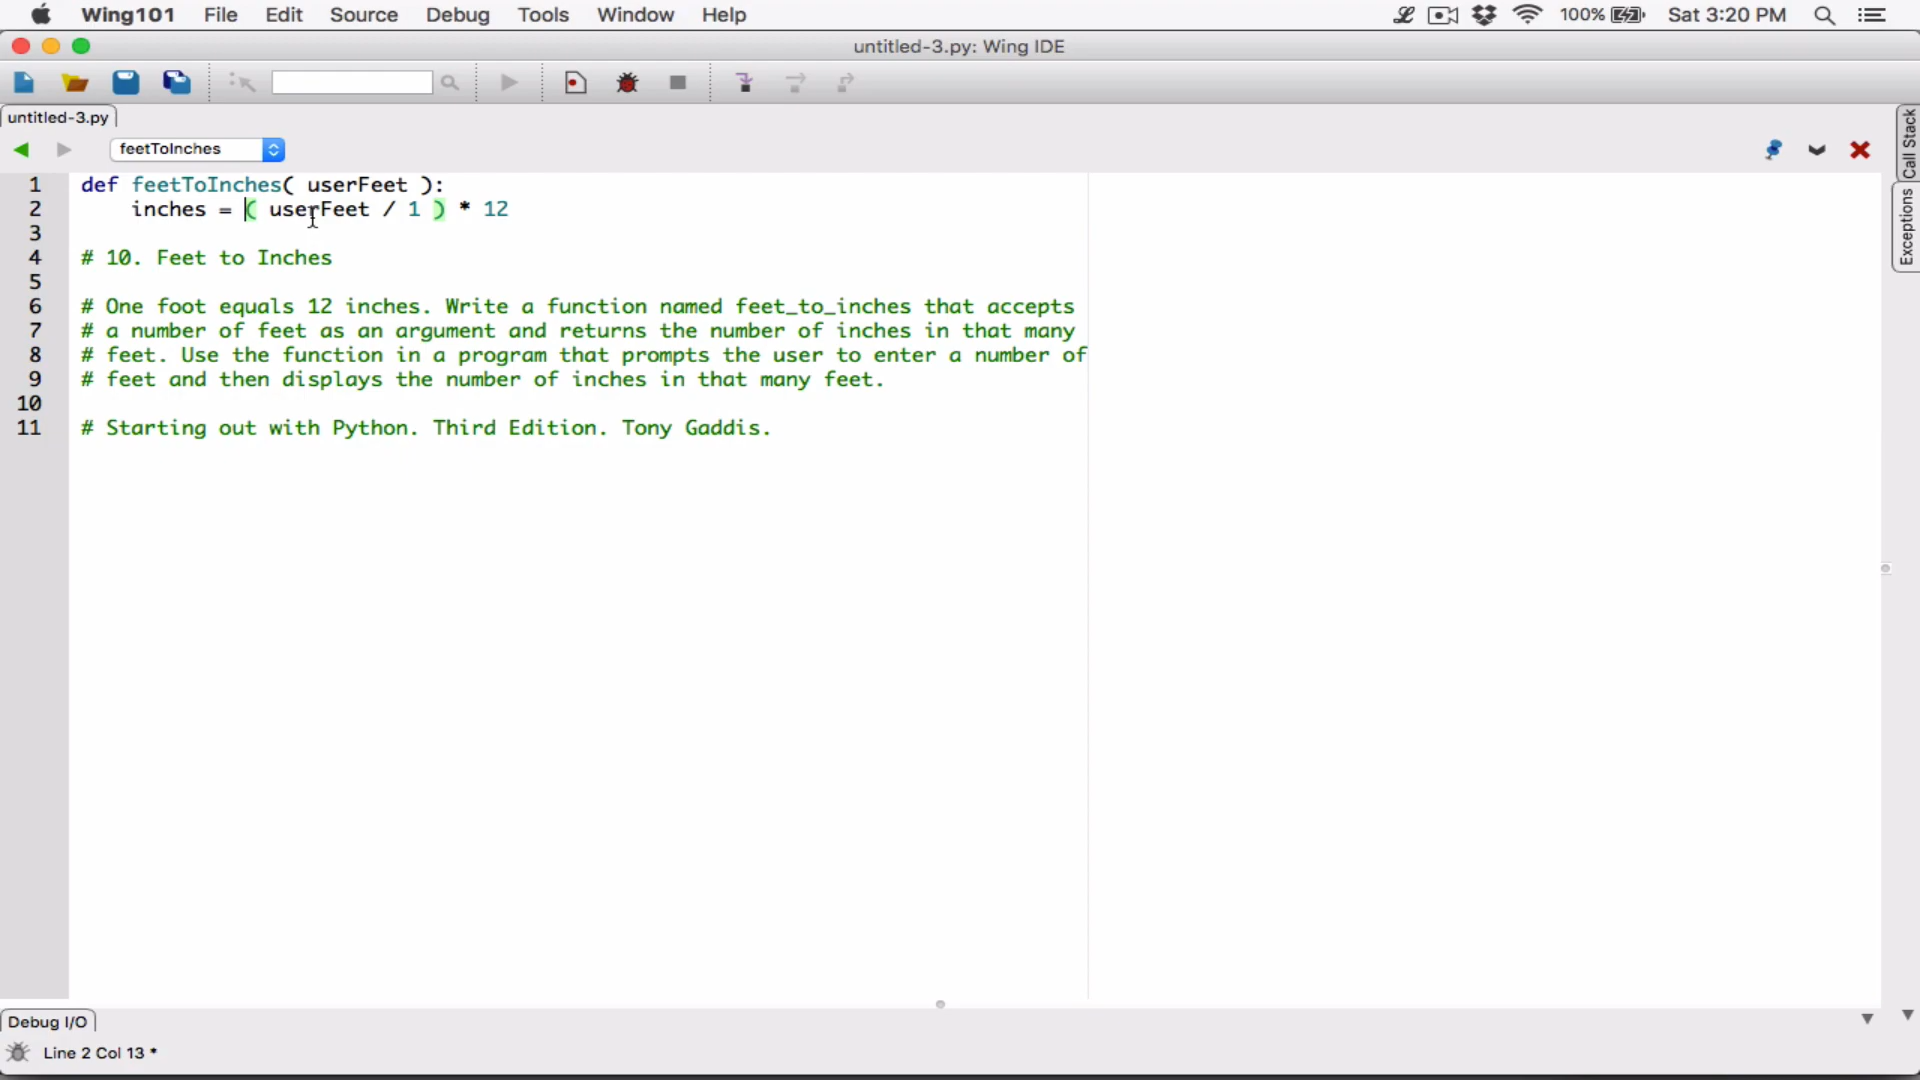 Wing101 File Edit Source Debug Tools Window Help 100% Sat 3:20 PM
untitled-3.py: Wing IDE
untitled-3.py
feetToInches
1 def feetToInches( userFeet ):
2 inches = ( userFeet / 1 ) * 12
3
4 # 10. Feet to Inches
5
6 # One foot equals 12 inches. Write a function named feet_to_inches that accepts
7 # a number of feet as an argument and returns the number of inches in that many
8 # feet. Use the function in a program that prompts the user to enter a number of
9 # feet and then displays the number of inches in that many feet.
10
11 # Starting out with Python. Third Edition. Tony Gaddis.
Call Stack
Exceptions
Debug I/O
Line 2 Col 13 *